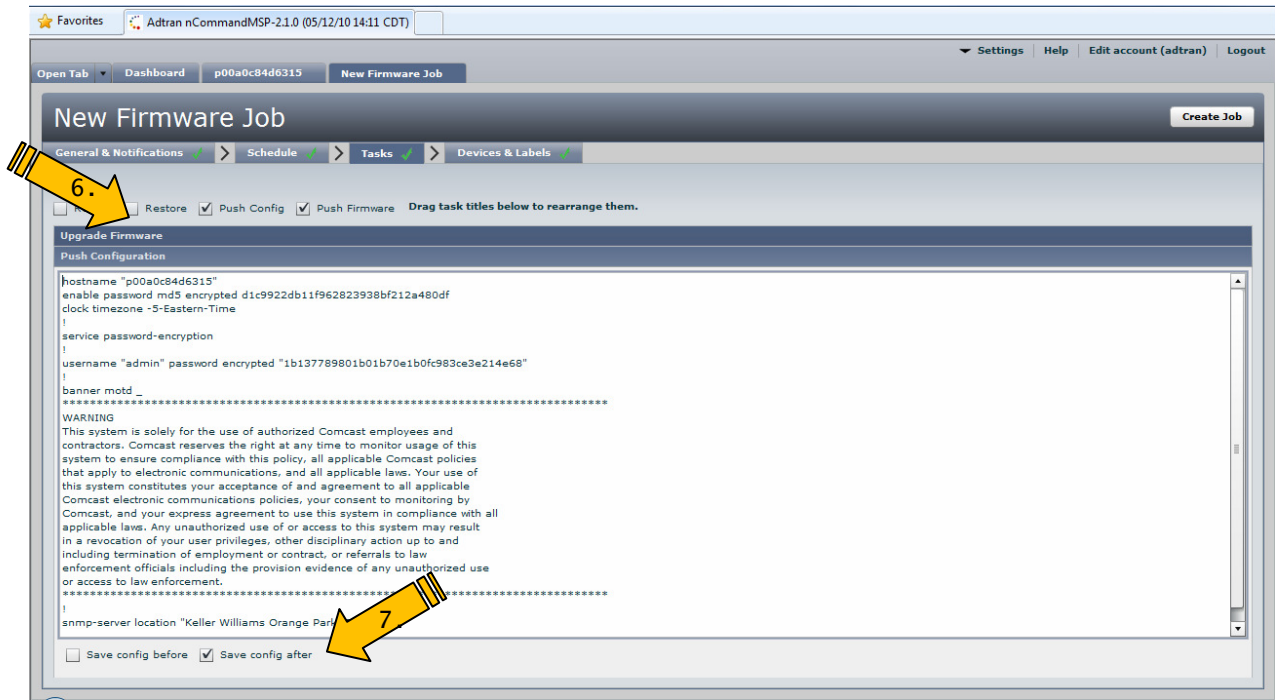 Favorites
Adtran nCommandMSP-2.1.0 (05/12/10 14:11 CDT)
Settings Help Edit account (adtran) Logout
Open Tab Dashboard p00a0c84d6315 New Firmware Job
New Firmware Job
Create Job
General & Notifications Schedule Tasks Devices & Labels
6.
Restore Push Config Push Firmware Drag task titles below to rearrange them.
Upgrade Firmware
Push Configuration
hostname "p00a0c84d6315"
enable password md5 encrypted d1c9922db11f962823938bf212a480df
clock timezone -5-Eastern-Time
!
service password-encryption
!
username "admin" password encrypted "1b137789801b01b70e1b0fc983ce3e214e68"
!
banner motd _
********************************************************************************
WARNING
This system is solely for the use of authorized Comcast employees and
contractors. Comcast reserves the right at any time to monitor usage of this
system to ensure compliance with this policy, all applicable Comcast policies
that apply to electronic communications, and all applicable laws. Your use of
this system constitutes your acceptance of and agreement to all applicable
Comcast electronic communications policies, your consent to monitoring by
Comcast, and your express agreement to use this system in compliance with all
applicable laws. Any unauthorized use of or access to this system may result
in a revocation of your user privileges, other disciplinary action up to and
including termination of employment or contract, or referrals to law
enforcement officials including the provision evidence of any unauthorized use
or access to law enforcement.
********************************************************************************
!
snmp-server location "Keller Williams Orange Par
7.
Save config before Save config after